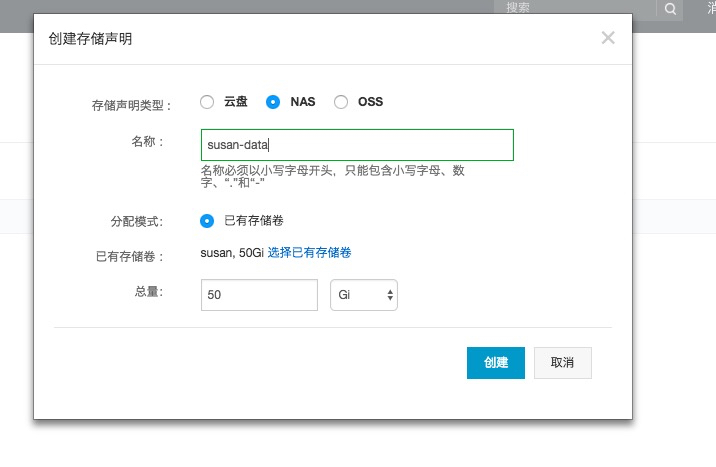 搜索
消
创建存储声明
存储声明类型： 云盘 NAS OSS
名称： susan-data
名称必须以小写字母开头，只能包含小写字母、数
字、“.”和“-”
分配模式： 已有存储卷
已有存储卷： susan, 50Gi 选择已有存储卷
总量： 50 Gi
创建 取消